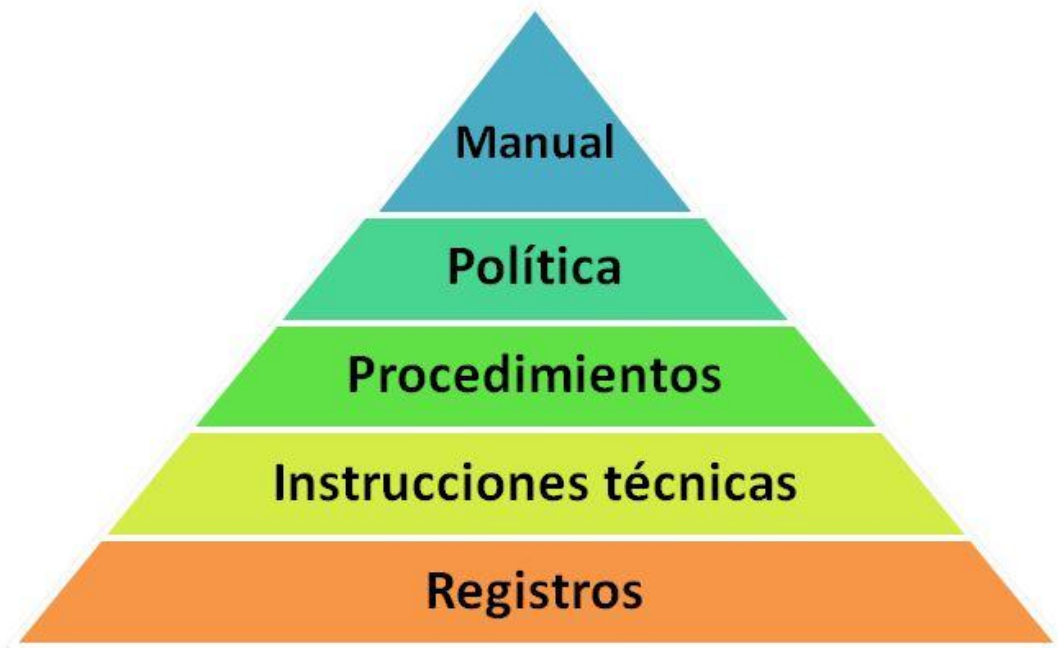 Manual
Política
Procedimientos
Instrucciones técnicas
Registros